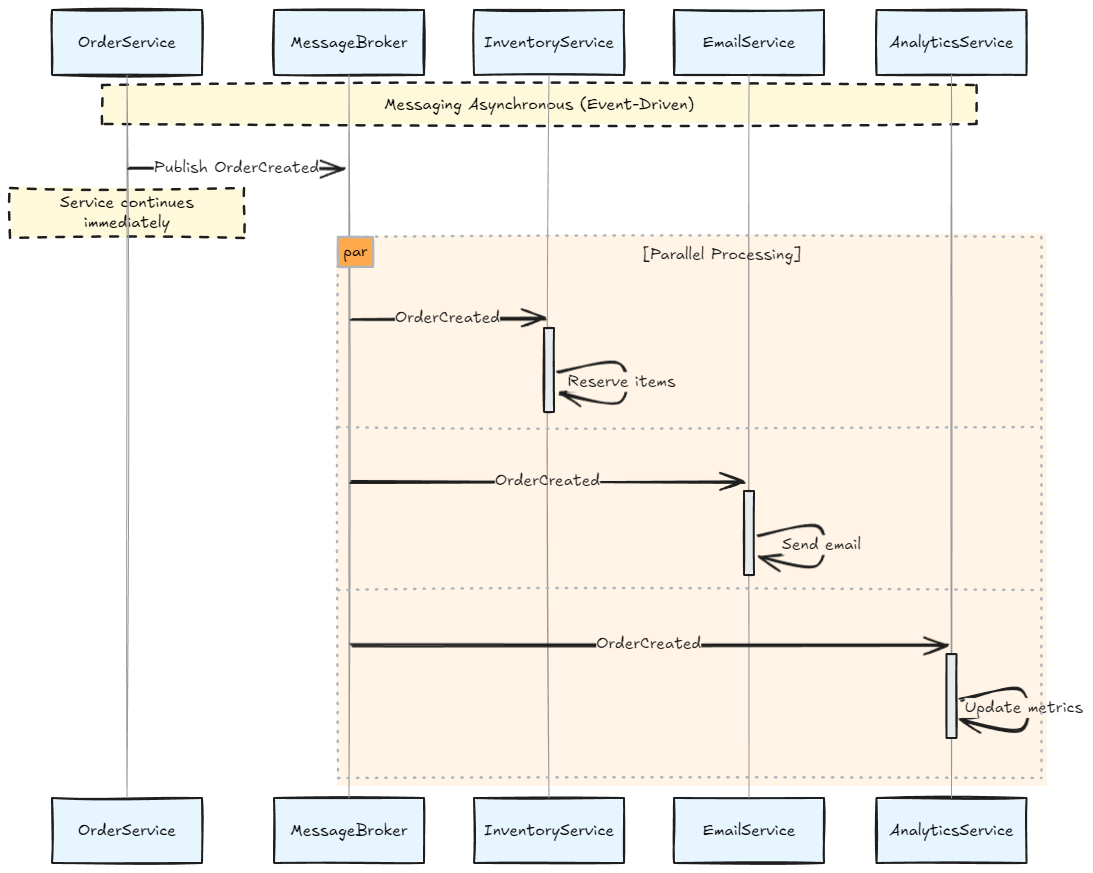 OrderService
MessageBroker
InventoryService
EmailService
AnalyticsService
Messaging Asynchronous (Event-Driven)
Publish OrderCreated
Service continues
immediately
par
[Parallel Processing]
OrderCreated
Reserve items
OrderCreated
Send email
OrderCreated
Update metrics
OrderService
MessageBroker
InventoryService
EmailService
AnalyticsService